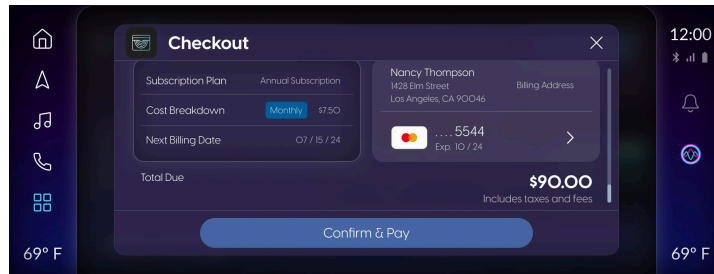 12:00
Checkout
Subscription Plan Annual Subscription
Cost Breakdown Monthly $7.50
Next Billing Date 07 / 15 / 24
Nancy Thompson
1428 Elm Street
Los Angeles, CA 90046
Billing Address
.... 5544
Exp. 10 / 24
Total Due
$90.00
Includes taxes and fees
Confirm & Pay
69° F
69° F